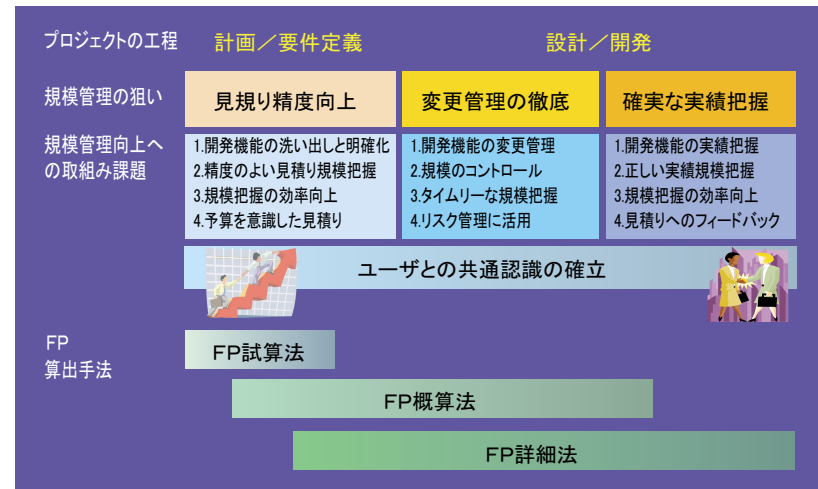 プロジェクトの工程
計画／要件定義
設計／開発
規模管理の狙い
見規り精度向上
変更管理の徹底
確実な実績把握
規模管理向上へ
の取組み課題
1.開発機能の洗い出しと明確化
2.精度のよい見積り規模把握
3.規模把握の効率向上
4.予算を意識した見積り
1.開発機能の変更管理
2.規模のコントロール
3.タイムリーな規模把握
4.リスク管理に活用
1.開発機能の実績把握
2.正しい実績規模把握
3.規模把握の効率向上
4.見積りへのフィードバック
ユーザとの共通認識の確立
FP
算出手法
FP試算法
FP概算法
FP詳細法